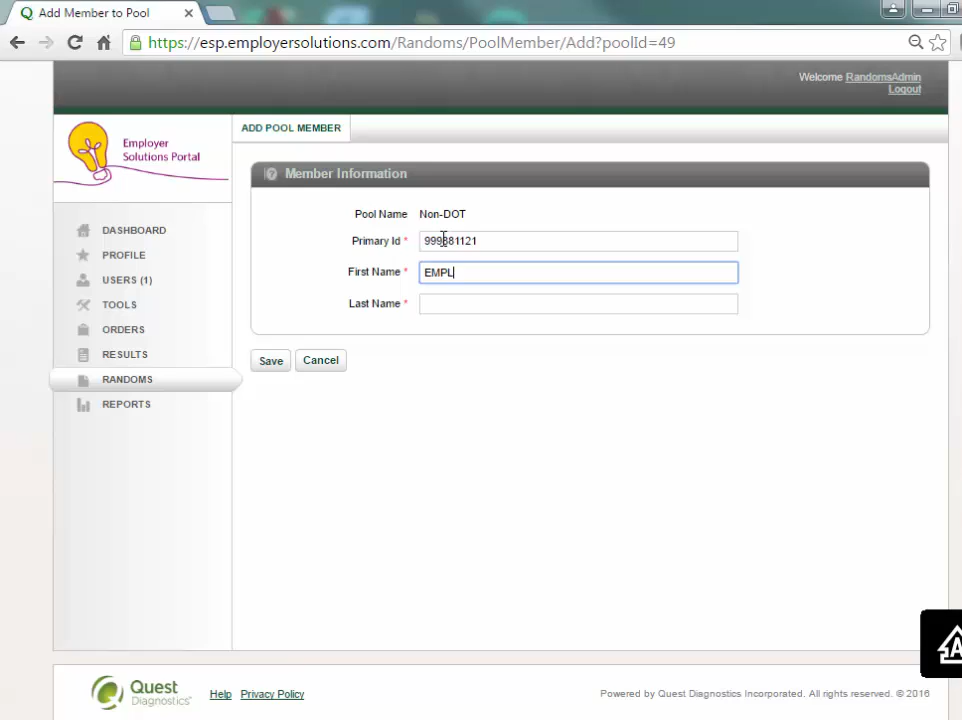 Add Member to Pool
https://esp.employersolutions.com/Randoms/PoolMember/Add?poolId=49
Welcome RandomsAdmin
Logout
Employer
Solutions Portal
ADD POOL MEMBER
DASHBOARD
PROFILE
USERS (1)
TOOLS
ORDERS
RESULTS
RANDOMS
REPORTS
Member Information
Pool Name Non-DOT
Primary Id * 999881121
First Name * EMPL
Last Name *
Save Cancel
Quest
Diagnostics
Help Privacy Policy
Powered by Quest Diagnostics Incorporated. All rights reserved. © 2016